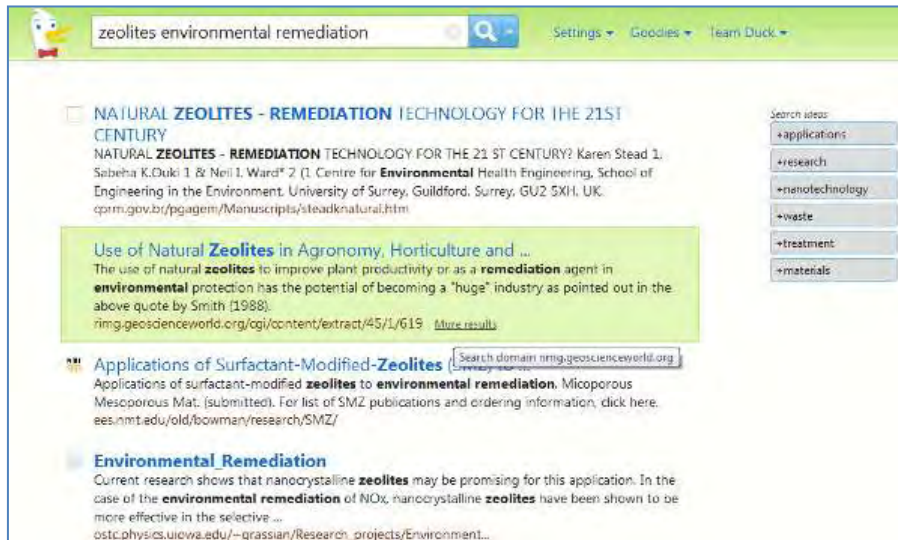 zeolites environmental remediation
Settings Goodies Team Duck
NATURAL ZEOLITES - REMEDIATION TECHNOLOGY FOR THE 21ST
CENTURY
NATURAL ZEOLITES - REMEDIATION TECHNOLOGY FOR THE 21 ST CENTURY? Karen Stead 1,
Sabeha K.Ouki 1 & Neil I. Ward* 2 (1 Centre for Environmental Health Engineering, School of
Engineering in the Environment, University of Surrey, Guildford, Surrey, GU2 5XH, UK.
cprm.gov.br/pgagem/Manuscripts/steadknatural.htm
Use of Natural Zeolites in Agronomy, Horticulture and ...
The use of natural zeolites to improve plant productivity or as a remediation agent in
environmental protection has the potential of becoming a "huge" industry as pointed out in the
above quote by Smith (1988).
rimg.geoscienceworld.org/cgi/content/extract/45/1/619 More results
Search domain rimg.geoscienceworld.org
Applications of Surfactant-Modified-Zeolites
Applications of surfactant-modified zeolites to environmental remediation. Micoporous
Mesoporous Mat. (submitted). For list of SMZ publications and ordering information, click here.
ees.nmt.edu/old/bowman/research/SMZ/
Environmental_Remediation
Current research shows that nanocrystalline zeolites may be promising for this application. In the
case of the environmental remediation of NOx, nanocrystalline zeolites have been shown to be
more effective in the selective ...
ostc.physics.uiowa.edu/~grassian/Research_projects/Environment...
Search ideas
+applications
+research
+nanotechnology
+waste
+treatment
+materials